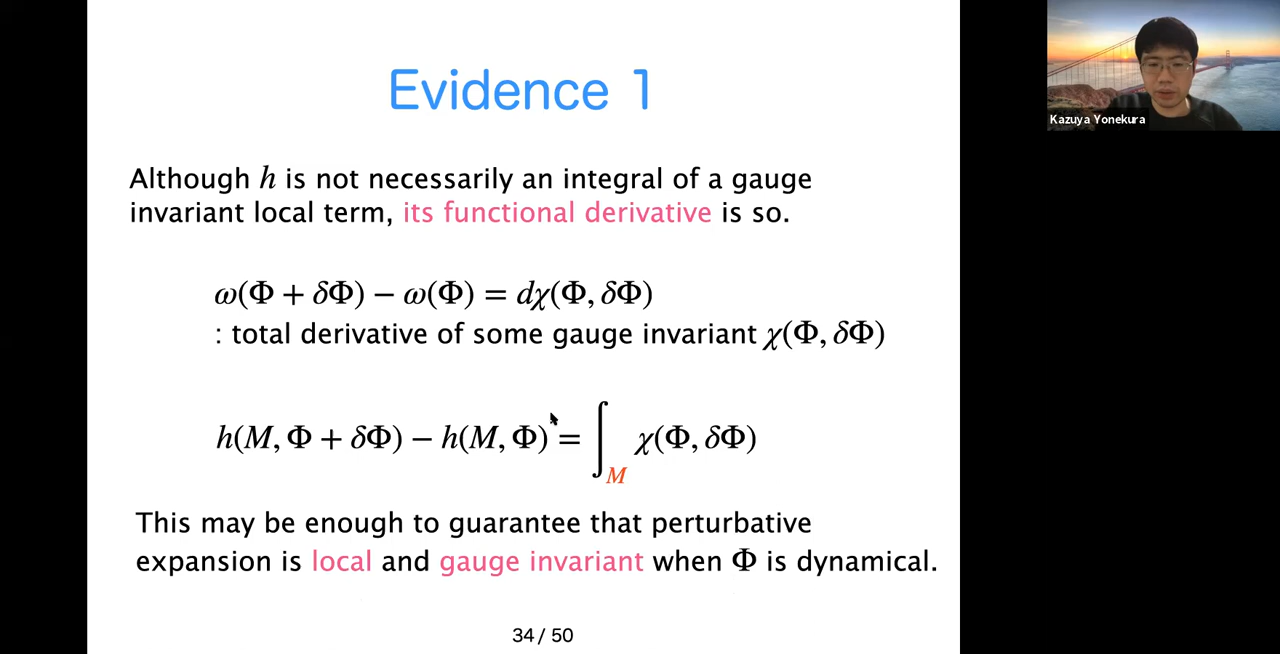 Evidence 1
Although h is not necessarily an integral of a gauge
invariant local term, its functional derivative is so.
ω(Φ + δΦ) − ω(Φ) = dχ(Φ, δΦ)
: total derivative of some gauge invariant χ(Φ, δΦ)
h(M, Φ + δΦ) − h(M, Φ) = ∫_M χ(Φ, δΦ)
This may be enough to guarantee that perturbative
expansion is local and gauge invariant when Φ is dynamical.
34 / 50
Kazuya Yonekura